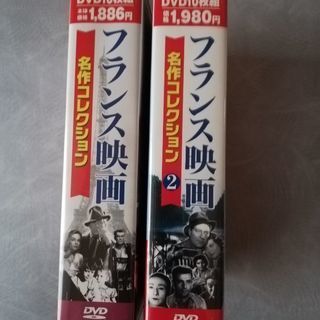 DVD10枚組
本体価格1,886円
フランス映画
名作コレクション
DVD
DVD10枚組
価格1,980円
フランス映画
名作コレクション2
DVD